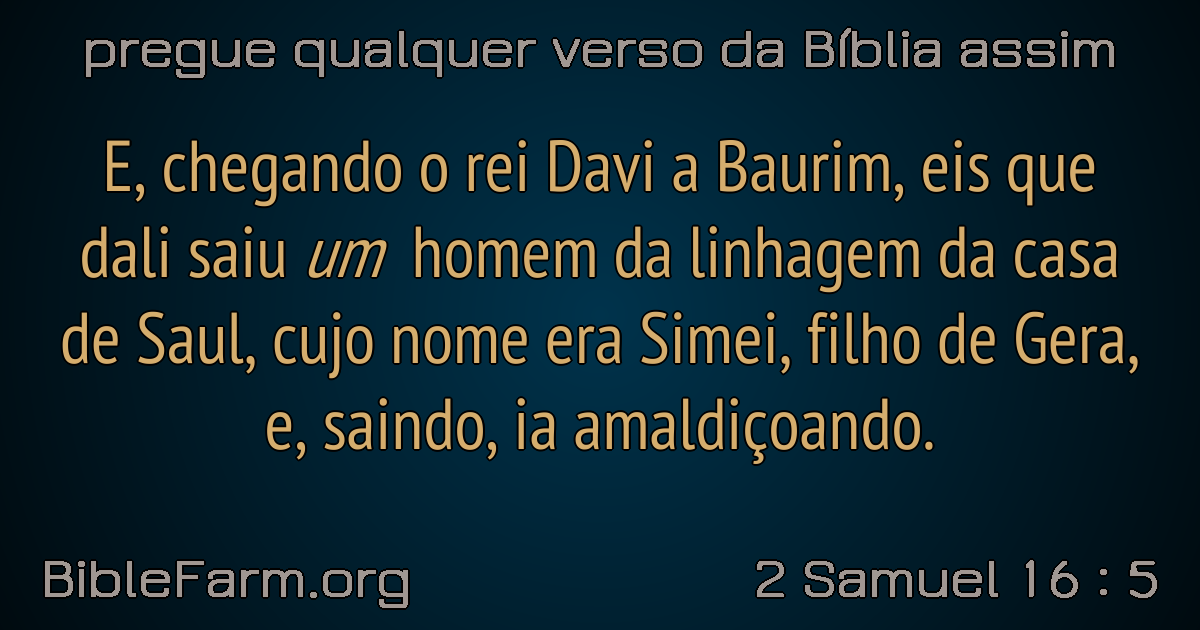 pregue qualquer verso da Bíblia assim
E, chegando o rei Davi a Baurim, eis que
dali saiu um homem da linhagem da casa
de Saul, cujo nome era Simei, filho de Gera,
e, saindo, ia amaldiçoando.
BibleFarm.org
2 Samuel 16 : 5